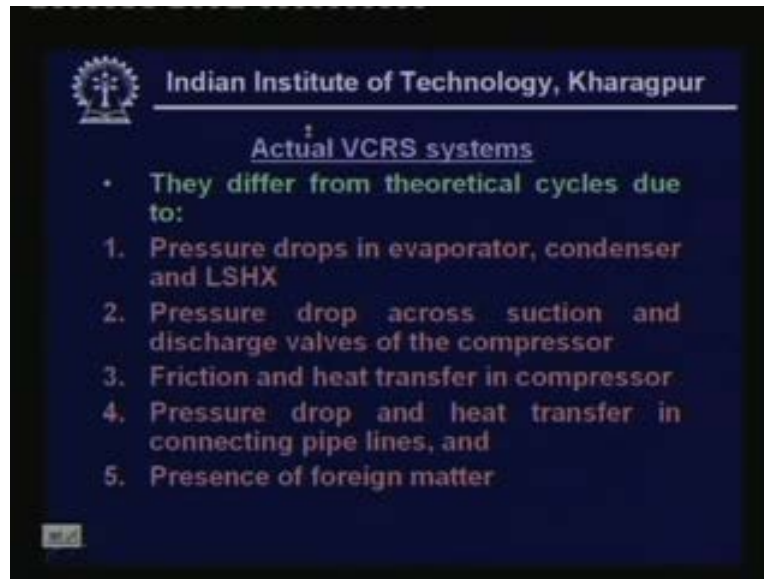 Indian Institute of Technology, Kharagpur
Actual VCRS systems
• They differ from theoretical cycles due
to:
1. Pressure drops in evaporator, condenser
and LSHX
2. Pressure drop across suction and
discharge valves of the compressor
3. Friction and heat transfer in compressor
4. Pressure drop and heat transfer in
connecting pipe lines, and
5. Presence of foreign matter